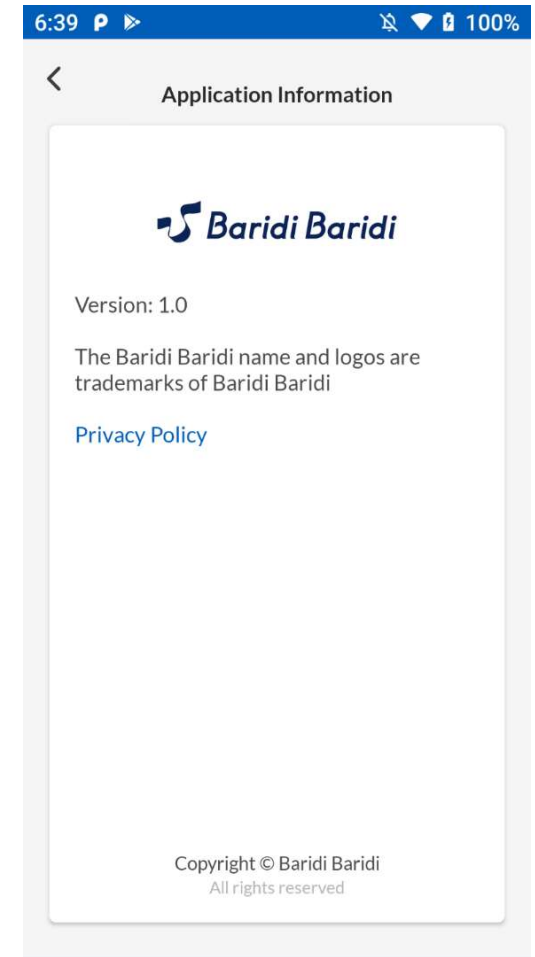 6:39 100%
Application Information
Baridi Baridi
Version: 1.0
The Baridi Baridi name and logos are
trademarks of Baridi Baridi
Privacy Policy
Copyright © Baridi Baridi
All rights reserved